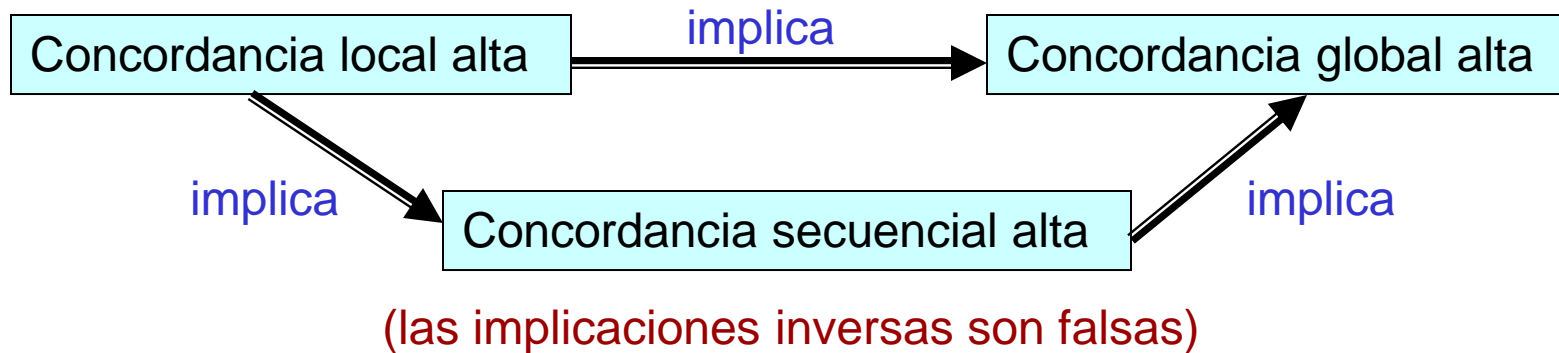 implica
Concordancia local alta
Concordancia global alta
implica
implica
Concordancia secuencial alta
(las implicaciones inversas son falsas)